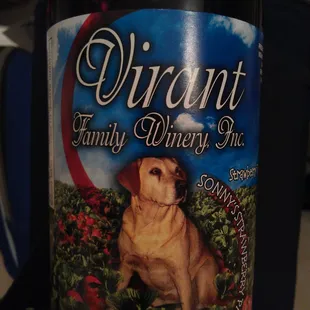 Virant
Family Winery, Inc.
Strawberry
SONNY'S STRAWBERRY